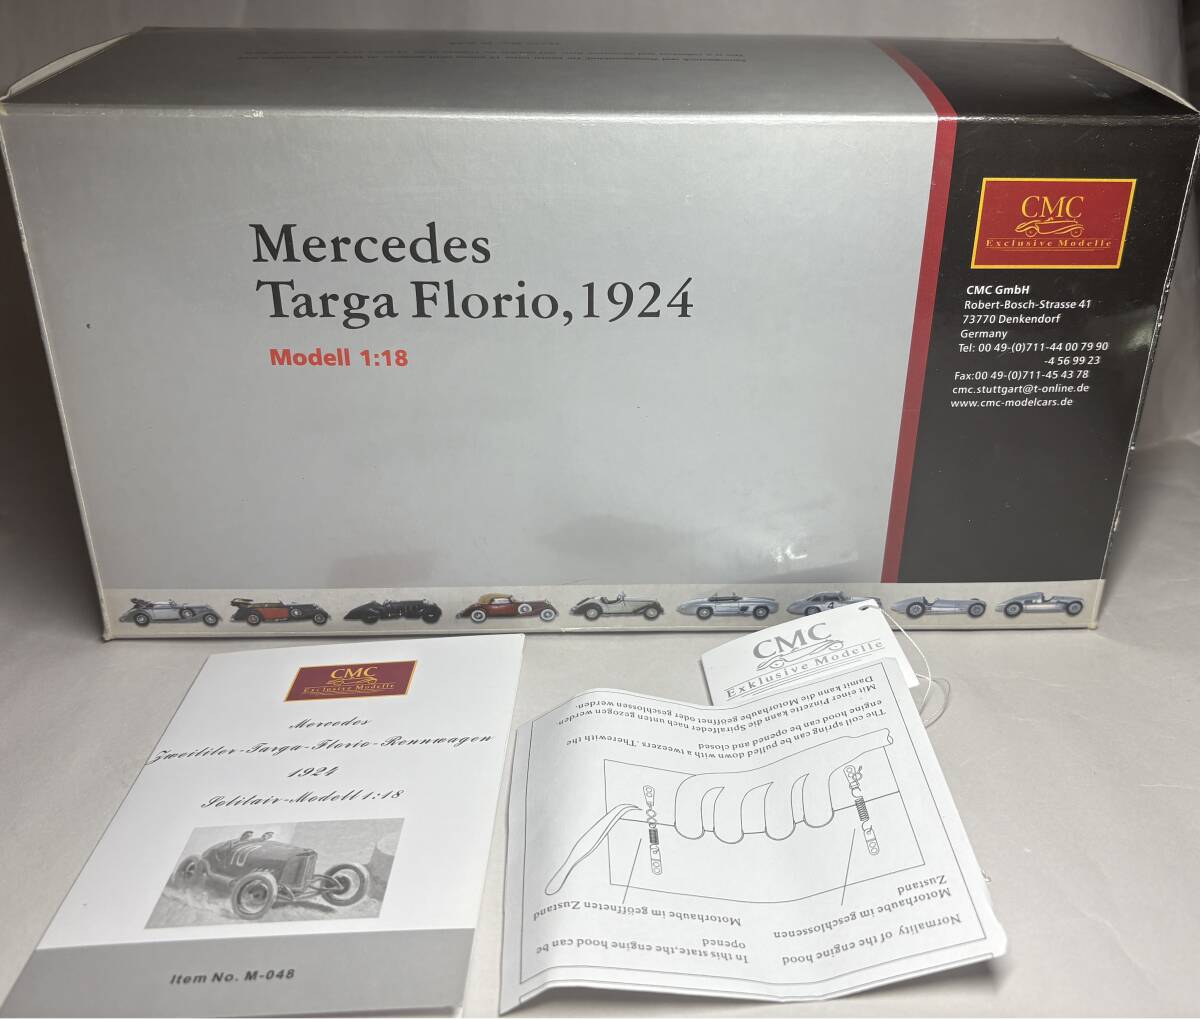 Mercedes
Targa Florio, 1924
Modell 1:18
CMC
Exclusive Modelle
CMC GmbH
Robert-Bosch-Strasse 41
73770 Denkendorf
Germany
Tel: 00 49-(0)711-44 00 79 90
-4 56 99 23
Fax:00 49-(0)711-45 43 78
cmc.stuttgart@t-online.de
www.cmc-modelcars.de
4
CMC
Exklusive Modelle
CMC
Exclusive Modelle
Mercedes
Zweiliter-Targa-Florio-Rennwagen
1924
Solitair-Modell 1:18
Item No. M-048
Normality of the engine hood
Motorhaube im geschlossenen
Zustand
In this state,the engine hood can be
opened
Motorhaube im geöffneten Zustand
The coil spring can be pulled down with a tweezers. Therewith the
engine hood can be opened and closed
Mit einer Pinzette kann die Spiralfeder nach unten gezogen werden.
Damit kann die Motorhaube geöffnet oder geschlossen werden.